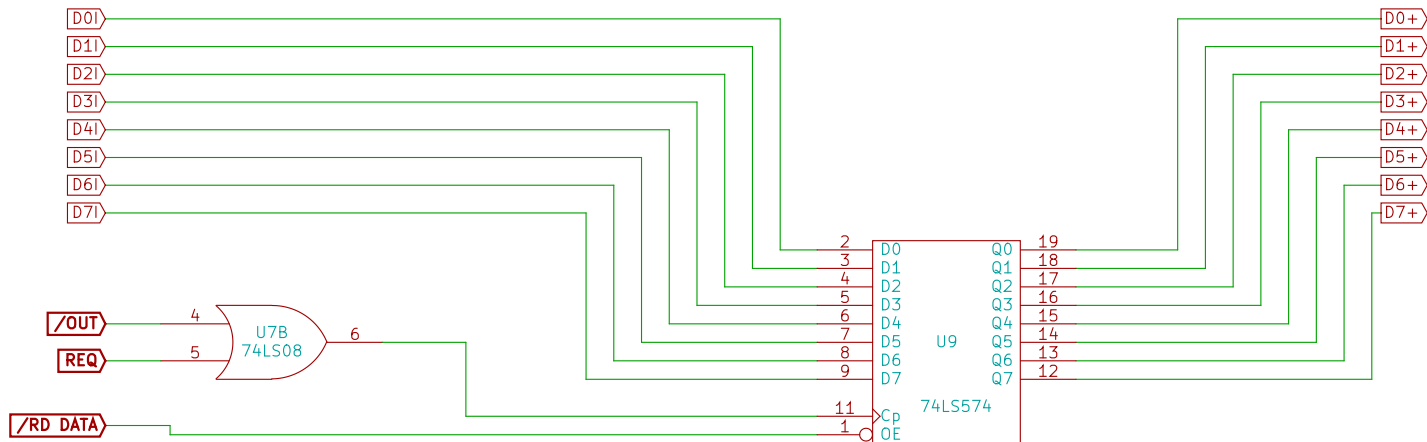 D0I
D0+
D1I
D1+
D2I
D2+
D3I
D3+
D4I
D4+
D5I
D5+
D6I
D6+
D7I
D7+
2 D0 Q0 19
3 D1 Q1 18
4 D2 Q2 17
5 D3 Q3 16
6 D4 Q4 15
7 D5 Q5 14
8 D6 Q6 13
9 D7 Q7 12
U9
74LS574
11 Cp
1 OE
/OUT
4
REQ
5
U7B
74LS08
6
/RD DATA